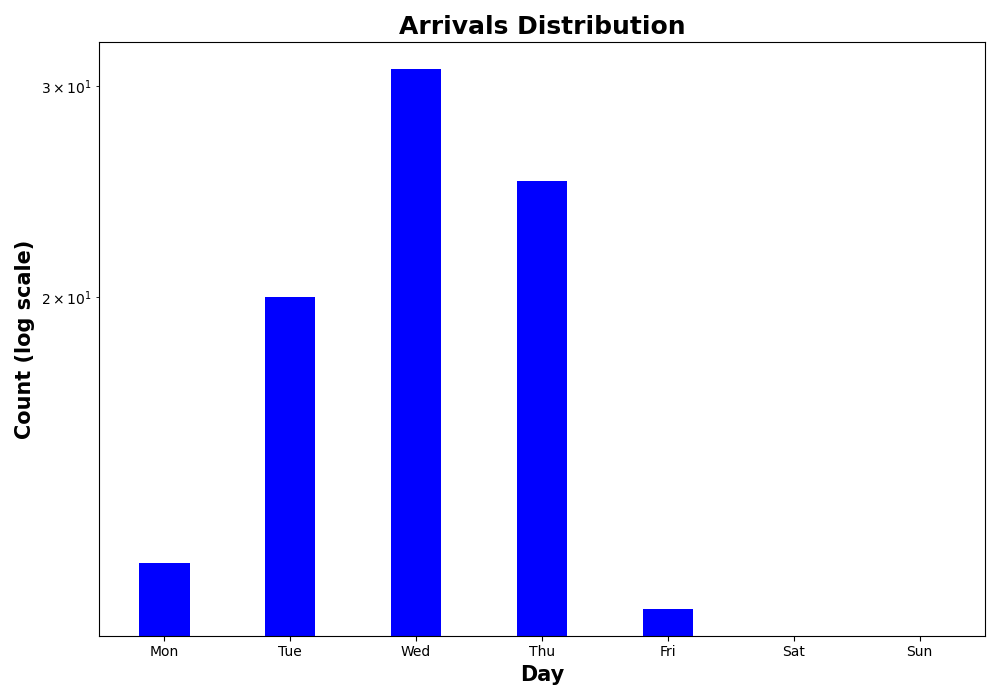 Arrivals Distribution
Count (log scale)
3 × 10¹
2 × 10¹
Mon Tue Wed Thu Fri Sat Sun
Day